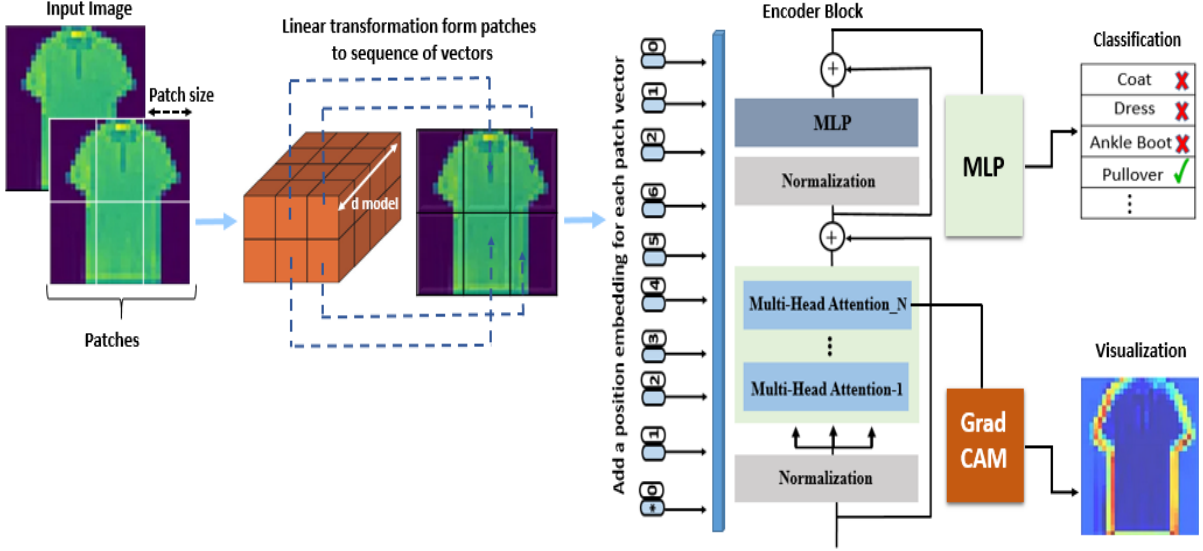 Input Image
Patch size
Patches
Linear transformation form patches
to sequence of vectors
d model
Add a position embedding for each patch vector
0
1
2
6
5
4
3
2
1
0
*
Encoder Block
+
MLP
Normalization
+
Multi-Head Attention_N
⋮
Multi-Head Attention-1
Normalization
MLP
Grad
CAM
Classification
Coat ✗
Dress ✗
Ankle Boot ✗
Pullover ✓
⋮
Visualization